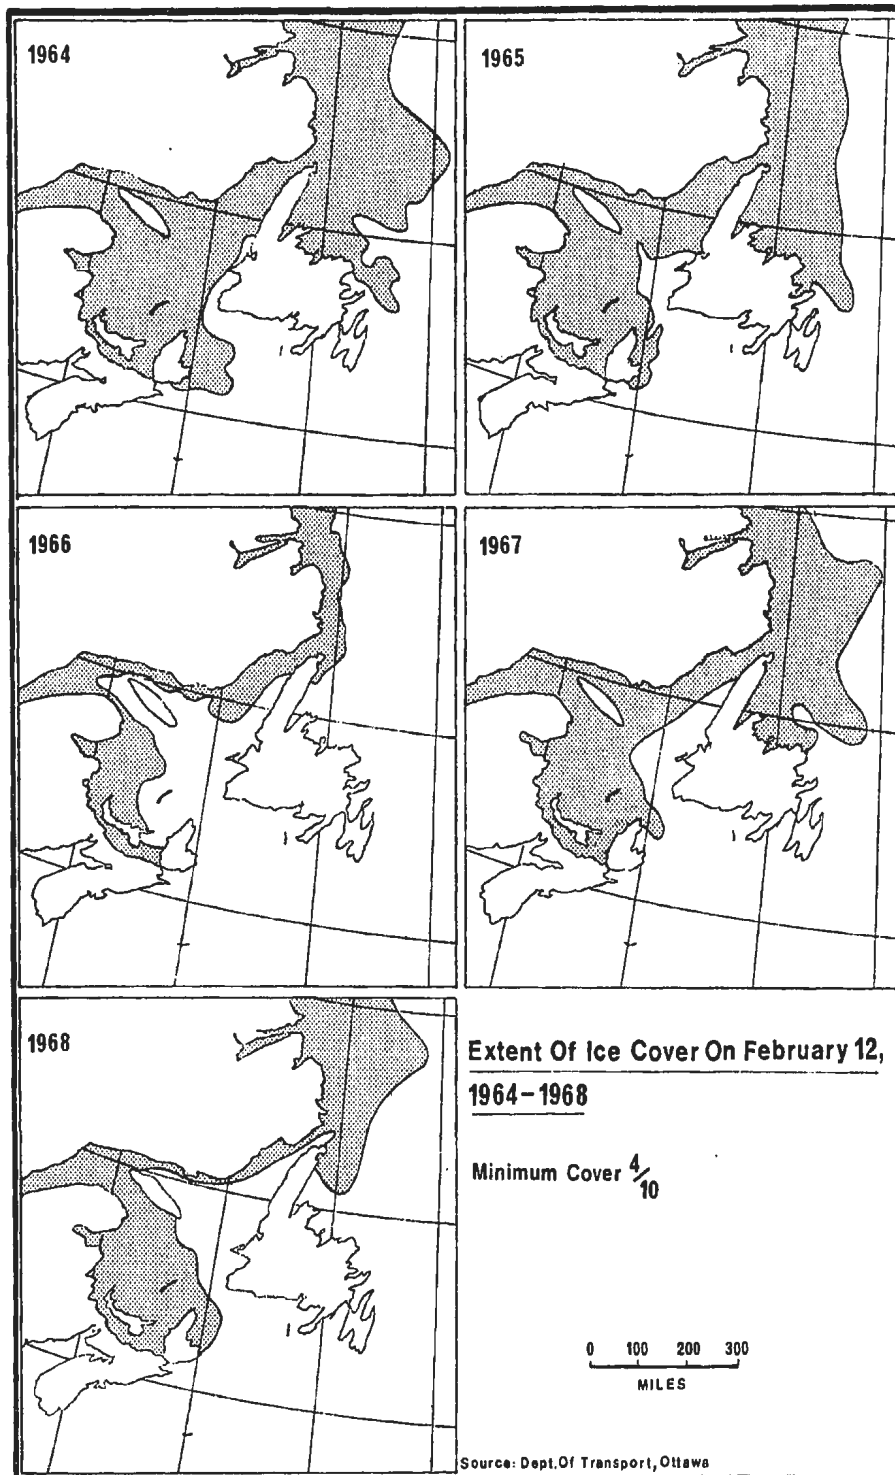 1964
1965
1966
1967
1968
Extent Of Ice Cover On February 12,
1964-1968
Minimum Cover 4/10
0 100 200 300
MILES
Source: Dept. Of Transport, Ottawa